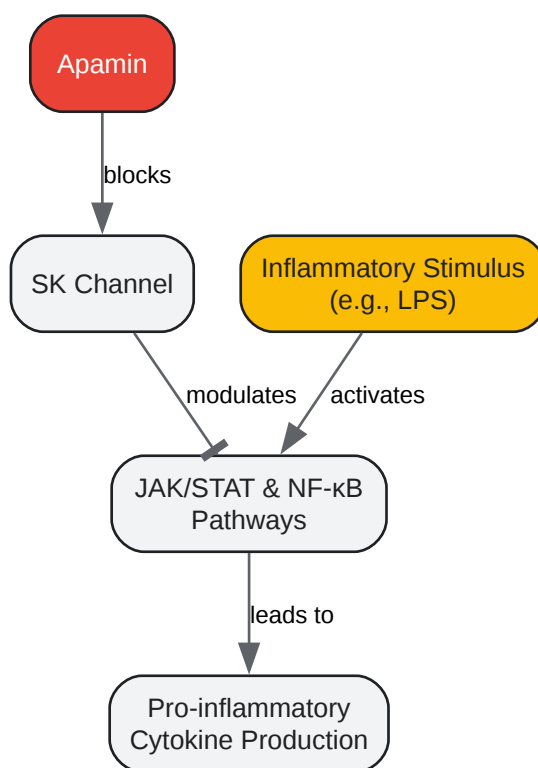 Apamin
blocks
SK Channel
Inflammatory Stimulus
(e.g., LPS)
modulates
activates
JAK/STAT & NF-κB
Pathways
leads to
Pro-inflammatory
Cytokine Production